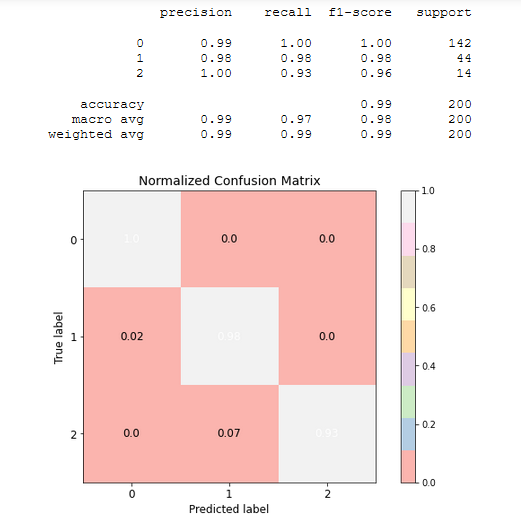 precision recall f1-score support
0 0.99 1.00 1.00 142
1 0.98 0.98 0.98 44
2 1.00 0.93 0.96 14
accuracy 0.99 200
macro avg 0.99 0.97 0.98 200
weighted avg 0.99 0.99 0.99 200
Normalized Confusion Matrix
1.0
0.8
0.6
0.4
0.2
0.0
True label
0 1.0 0.0 0.0
1 0.02 0.98 0.0
2 0.0 0.07 0.93
0 1 2
Predicted label